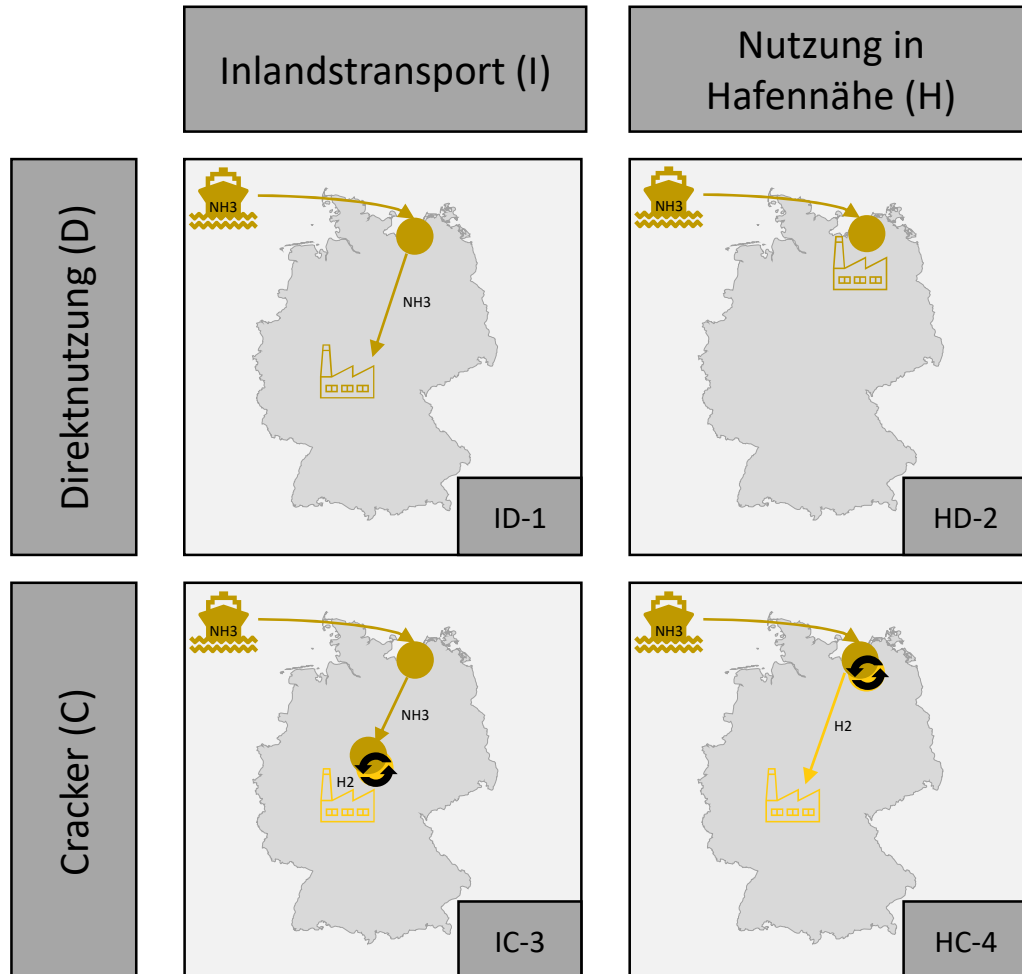 Inlandstransport (I)
Nutzung in
Hafennähe (H)
Direktnutzung (D)
NH3
NH3
ID-1
NH3
HD-2
Cracker (C)
NH3
NH3
H2
IC-3
NH3
H2
HC-4